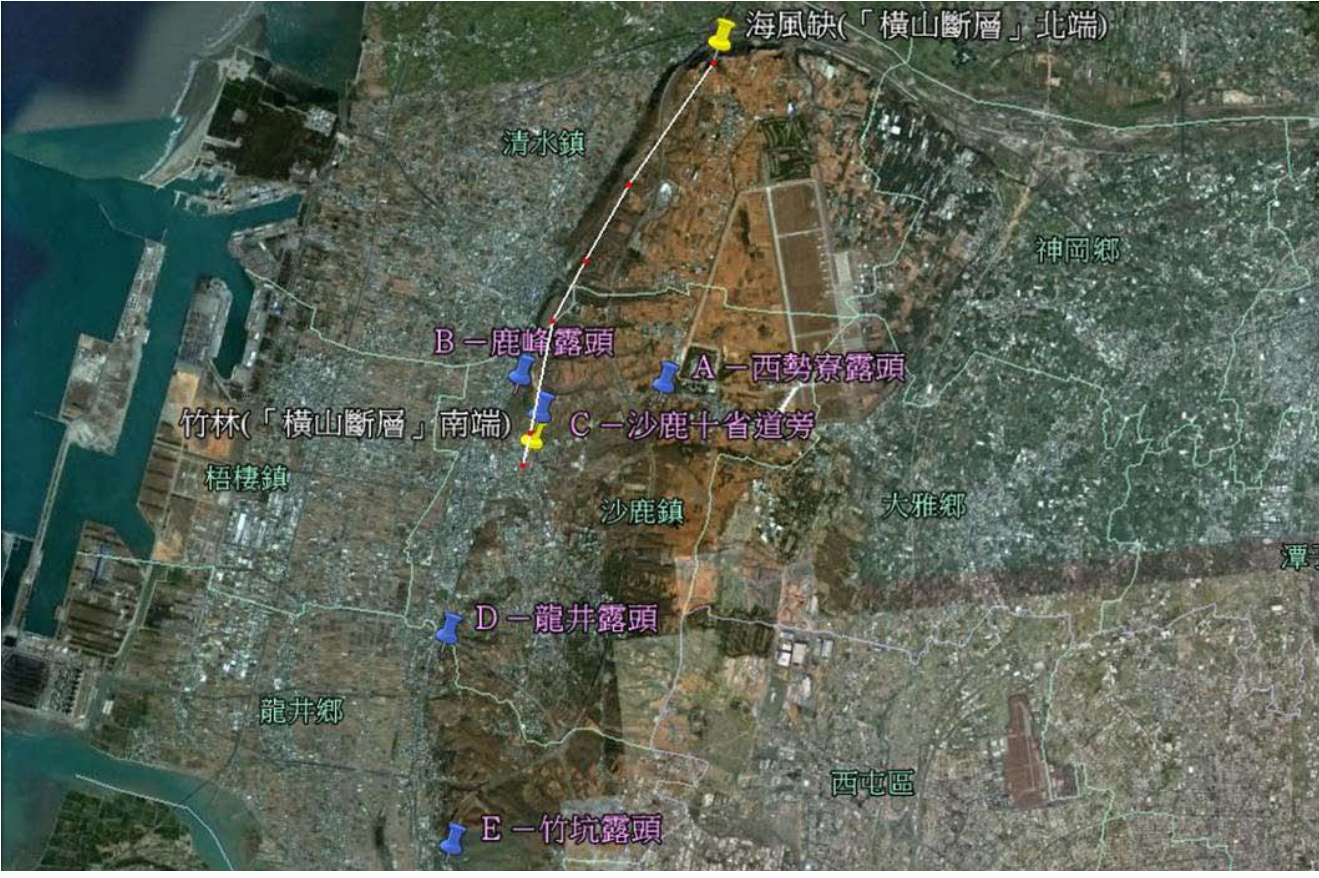 海風缺(「橫山斷層」北端)
清水鎮
神岡鄉
B－鹿峰露頭
A－西勢寮露頭
竹林(「橫山斷層」南端)
C－沙鹿十省道旁
梧棲鎮
沙鹿鎮
大雅鄉
D－龍井露頭
龍井鄉
西屯區
E－竹坑露頭